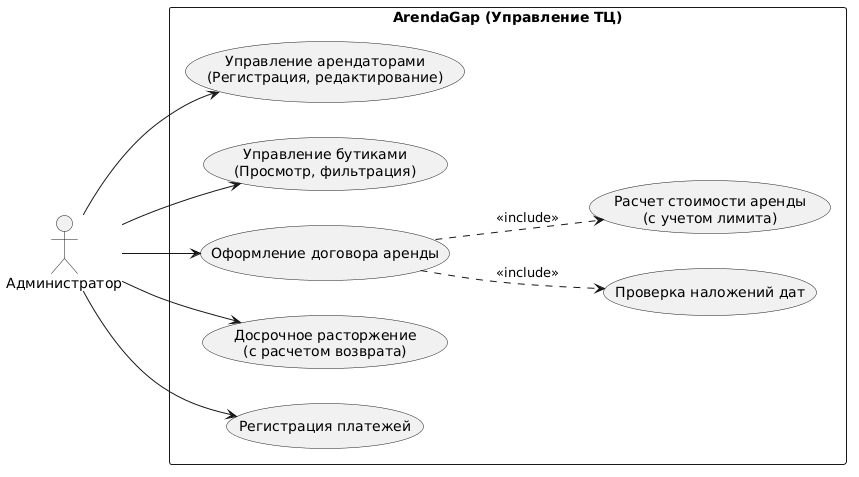 ArendaGap (Управление ТЦ)
Управление арендаторами
(Регистрация, редактирование)
Управление бутиками
(Просмотр, фильтрация)
Расчет стоимости аренды
(с учетом лимита)
«include»
Оформление договора аренды
«include»
Проверка наложений дат
Администратор
Досрочное расторжение
(с расчетом возврата)
Регистрация платежей